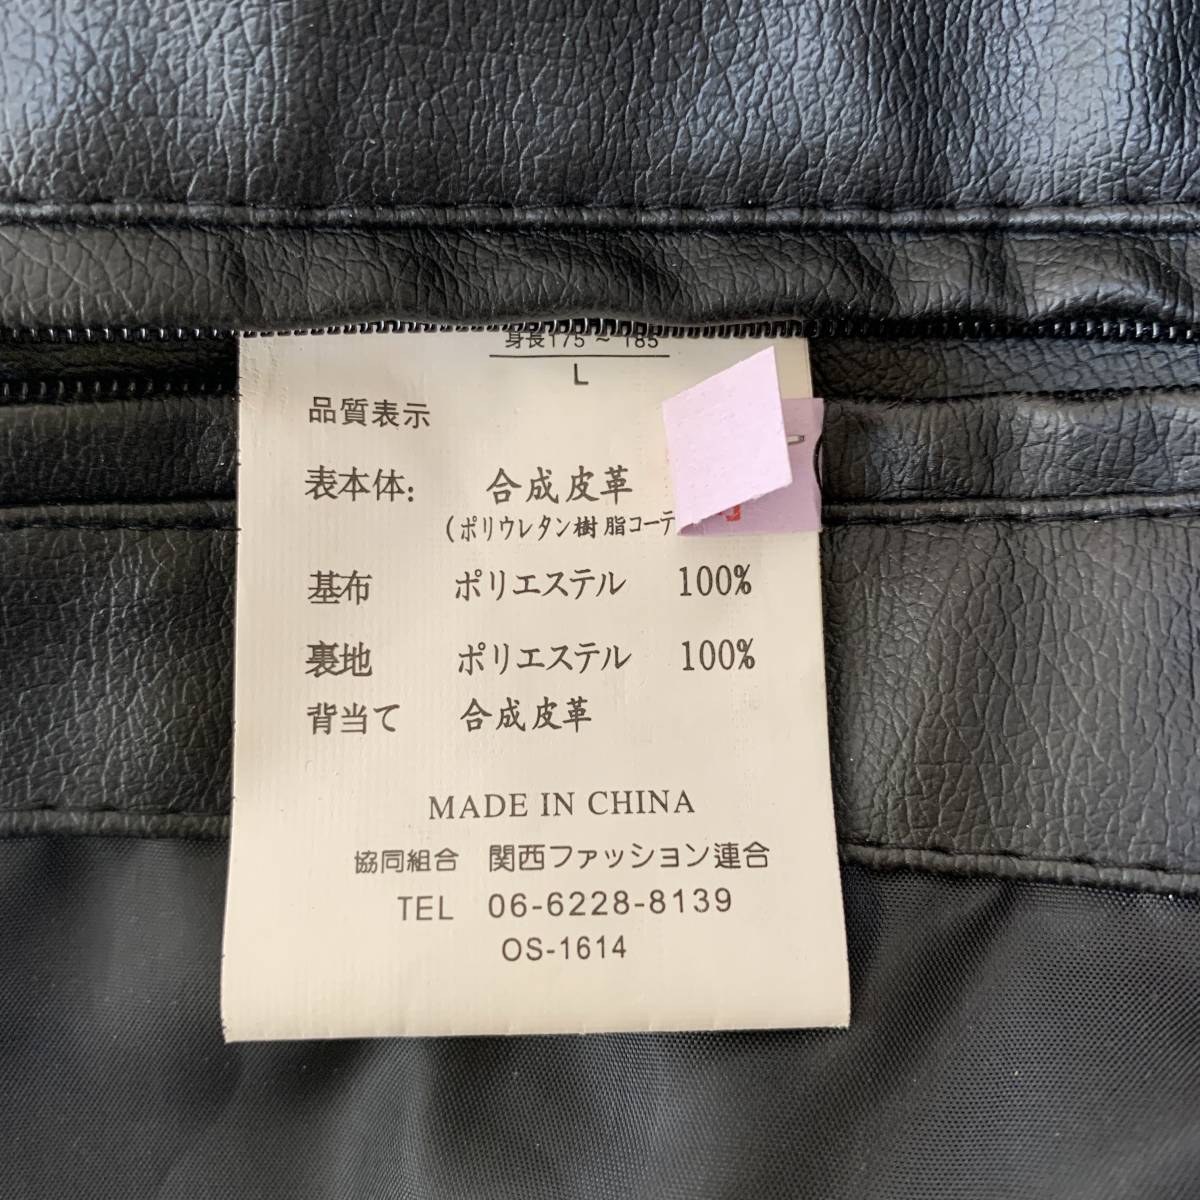 身長175～185
L
品質表示
表本体: 合成皮革
(ポリウレタン樹脂コーテ
基布 ポリエステル 100%
裏地 ポリエステル 100%
背当て 合成皮革
MADE IN CHINA
協同組合 関西ファッション連合
TEL 06-6228-8139
OS-1614